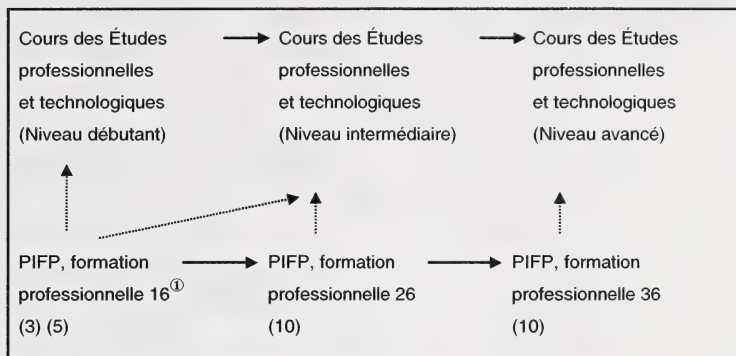 Cours des Études
professionnelles
et technologiques
(Niveau débutant)
Cours des Études
professionnelles
et technologiques
(Niveau intermédiaire)
Cours des Études
professionnelles
et technologiques
(Niveau avancé)
PIFP, formation
professionnelle 16①
(3) (5)
PIFP, formation
professionnelle 26
(10)
PIFP, formation
professionnelle 36
(10)